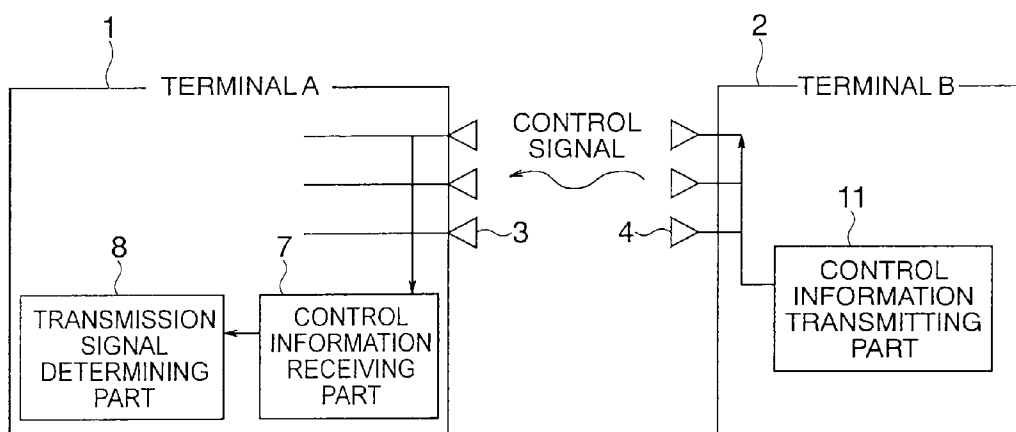 1
2
TERMINAL A
TERMINAL B
CONTROL
SIGNAL
3
4
11
CONTROL
INFORMATION
TRANSMITTING
PART
8
7
TRANSMISSION
SIGNAL
DETERMINING
PART
CONTROL
INFORMATION
RECEIVING
PART